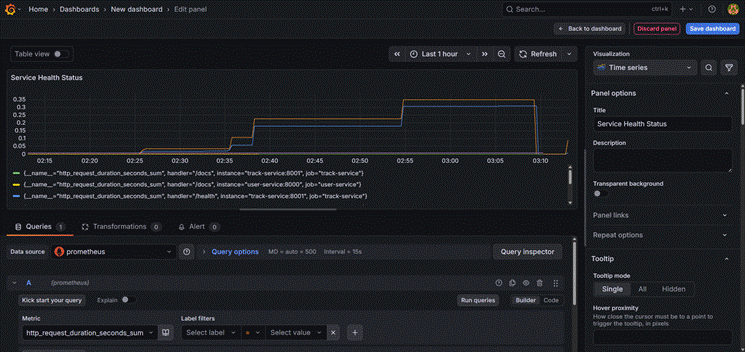 Home › Dashboards › New dashboard › Edit panel
Search... ctrl+k
Back to dashboard Discard panel Save dashboard
Table view
Last 1 hour Refresh
Service Health Status
0.35
0.3
0.25
0.2
0.15
0.1
0.05
0
02:15 02:20 02:25 02:30 02:35 02:40 02:45 02:50 02:55 03:00 03:05 03:10
{__name__="http_request_duration_seconds_sum", handler="/docs", instance="track-service:8001", job="track-service"}
{__name__="http_request_duration_seconds_sum", handler="/docs", instance="user-service:8000", job="user-service"}
{__name__="http_request_duration_seconds_sum", handler="/health", instance="track-service:8001", job="track-service"}
Queries 1 Transformations 0 Alert 0
Data source prometheus Query options MD = auto = 500 Interval = 15s Query inspector
A (prometheus)
Kick start your query Explain Run queries Builder Code
Metric Label filters
http_request_duration_seconds_sum Select label = Select value
Visualization
Time series
Panel options
Title
Service Health Status
Description
Transparent background
Panel links
Repeat options
Tooltip
Tooltip mode
Single All Hidden
Hover proximity
How close the cursor must be to a point to
trigger the tooltip, in pixels